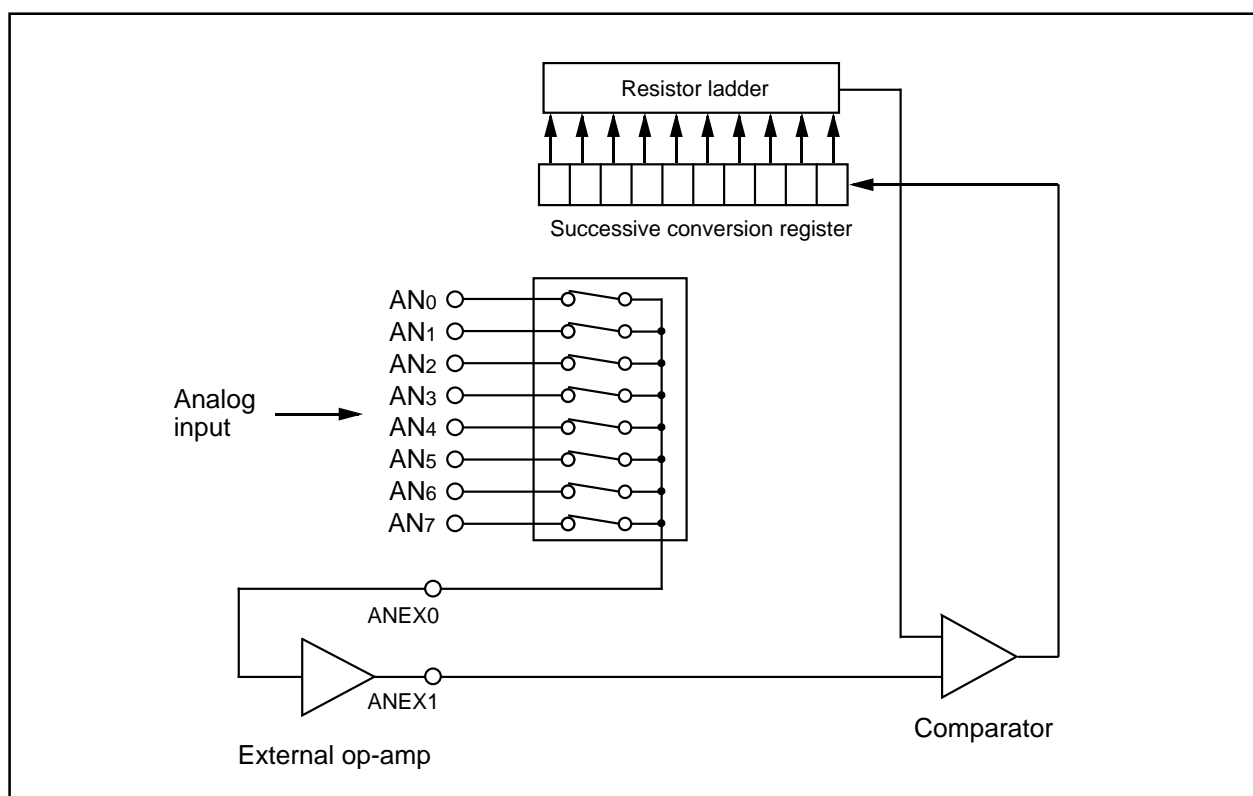 Resistor ladder
Successive conversion register
AN0
AN1
AN2
AN3
AN4
AN5
AN6
AN7
Analog
input
ANEX0
ANEX1
External op-amp
Comparator